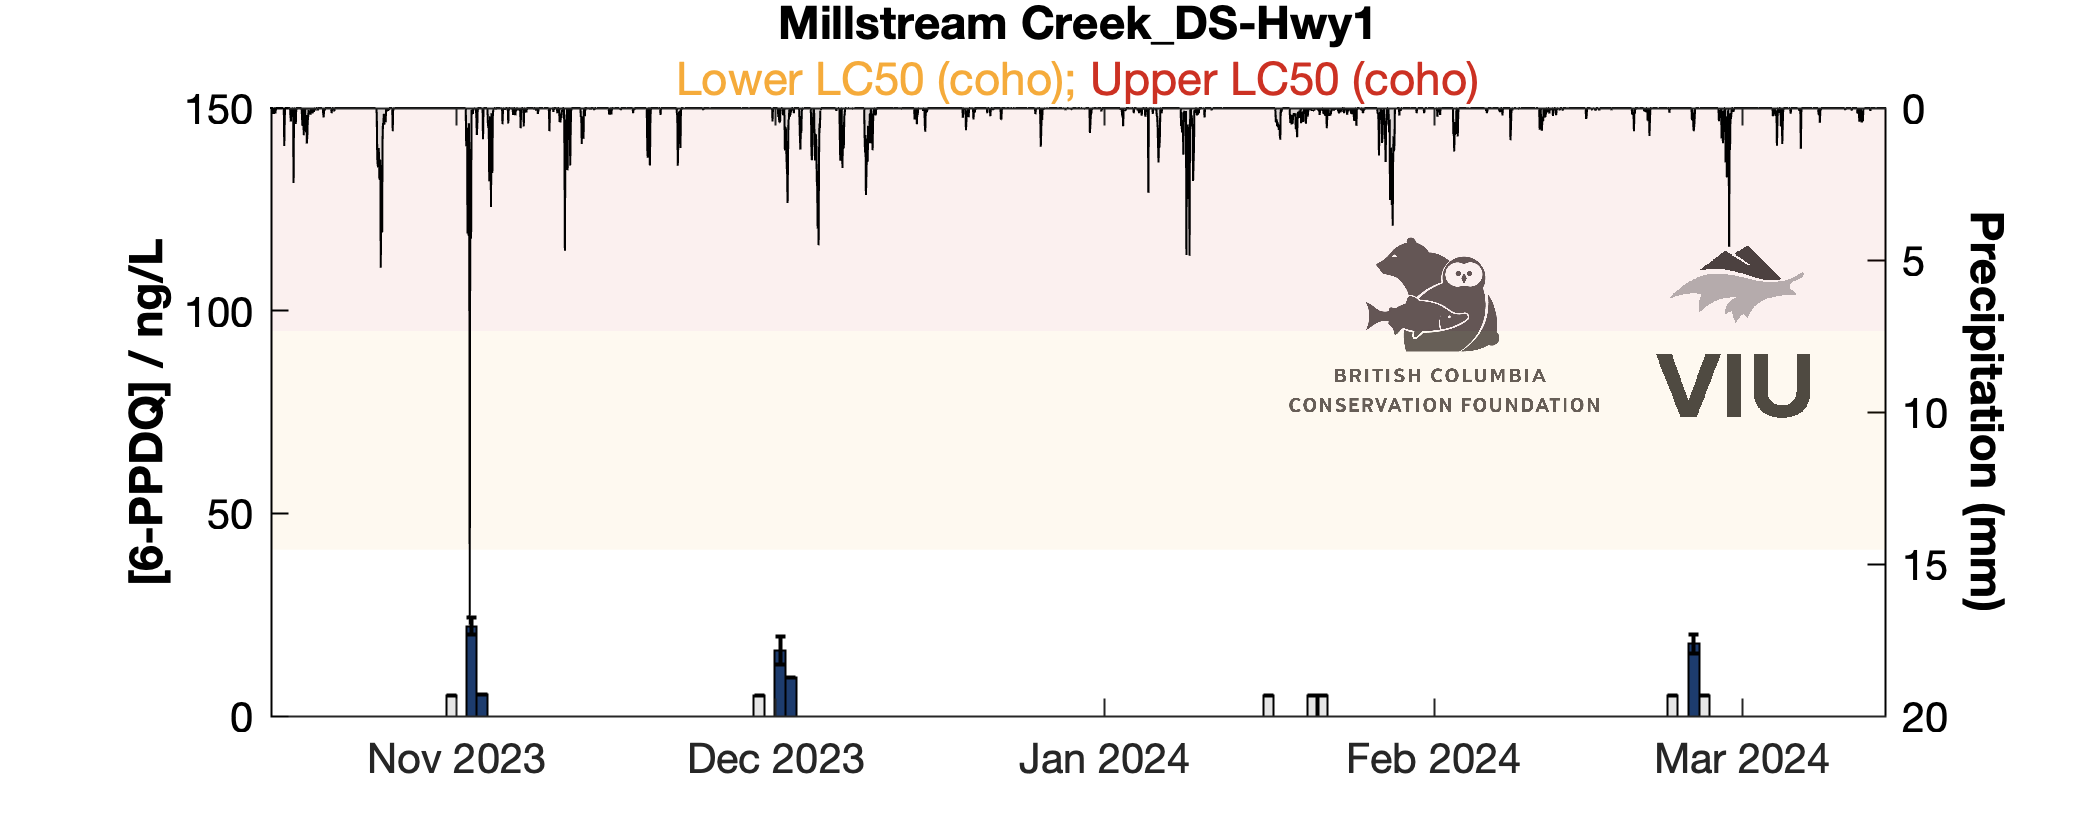 Millstream Creek_DS-Hwy1
Lower LC50 (coho); Upper LC50 (coho)
150
100
50
0
[6-PPDQ] / ng/L
0
5
10
15
20
Precipitation (mm)
BRITISH COLUMBIA
CONSERVATION FOUNDATION
VIU
Nov 2023
Dec 2023
Jan 2024
Feb 2024
Mar 2024